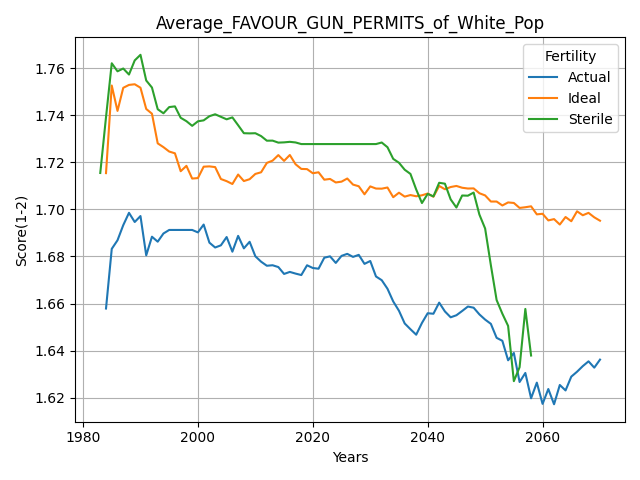 Average_FAVOUR_GUN_PERMITS_of_White_Pop
Fertility
Actual
Ideal
Sterile
Score(1-2)
1.76
1.74
1.72
1.70
1.68
1.66
1.64
1.62
1980
2000
2020
2040
2060
Years